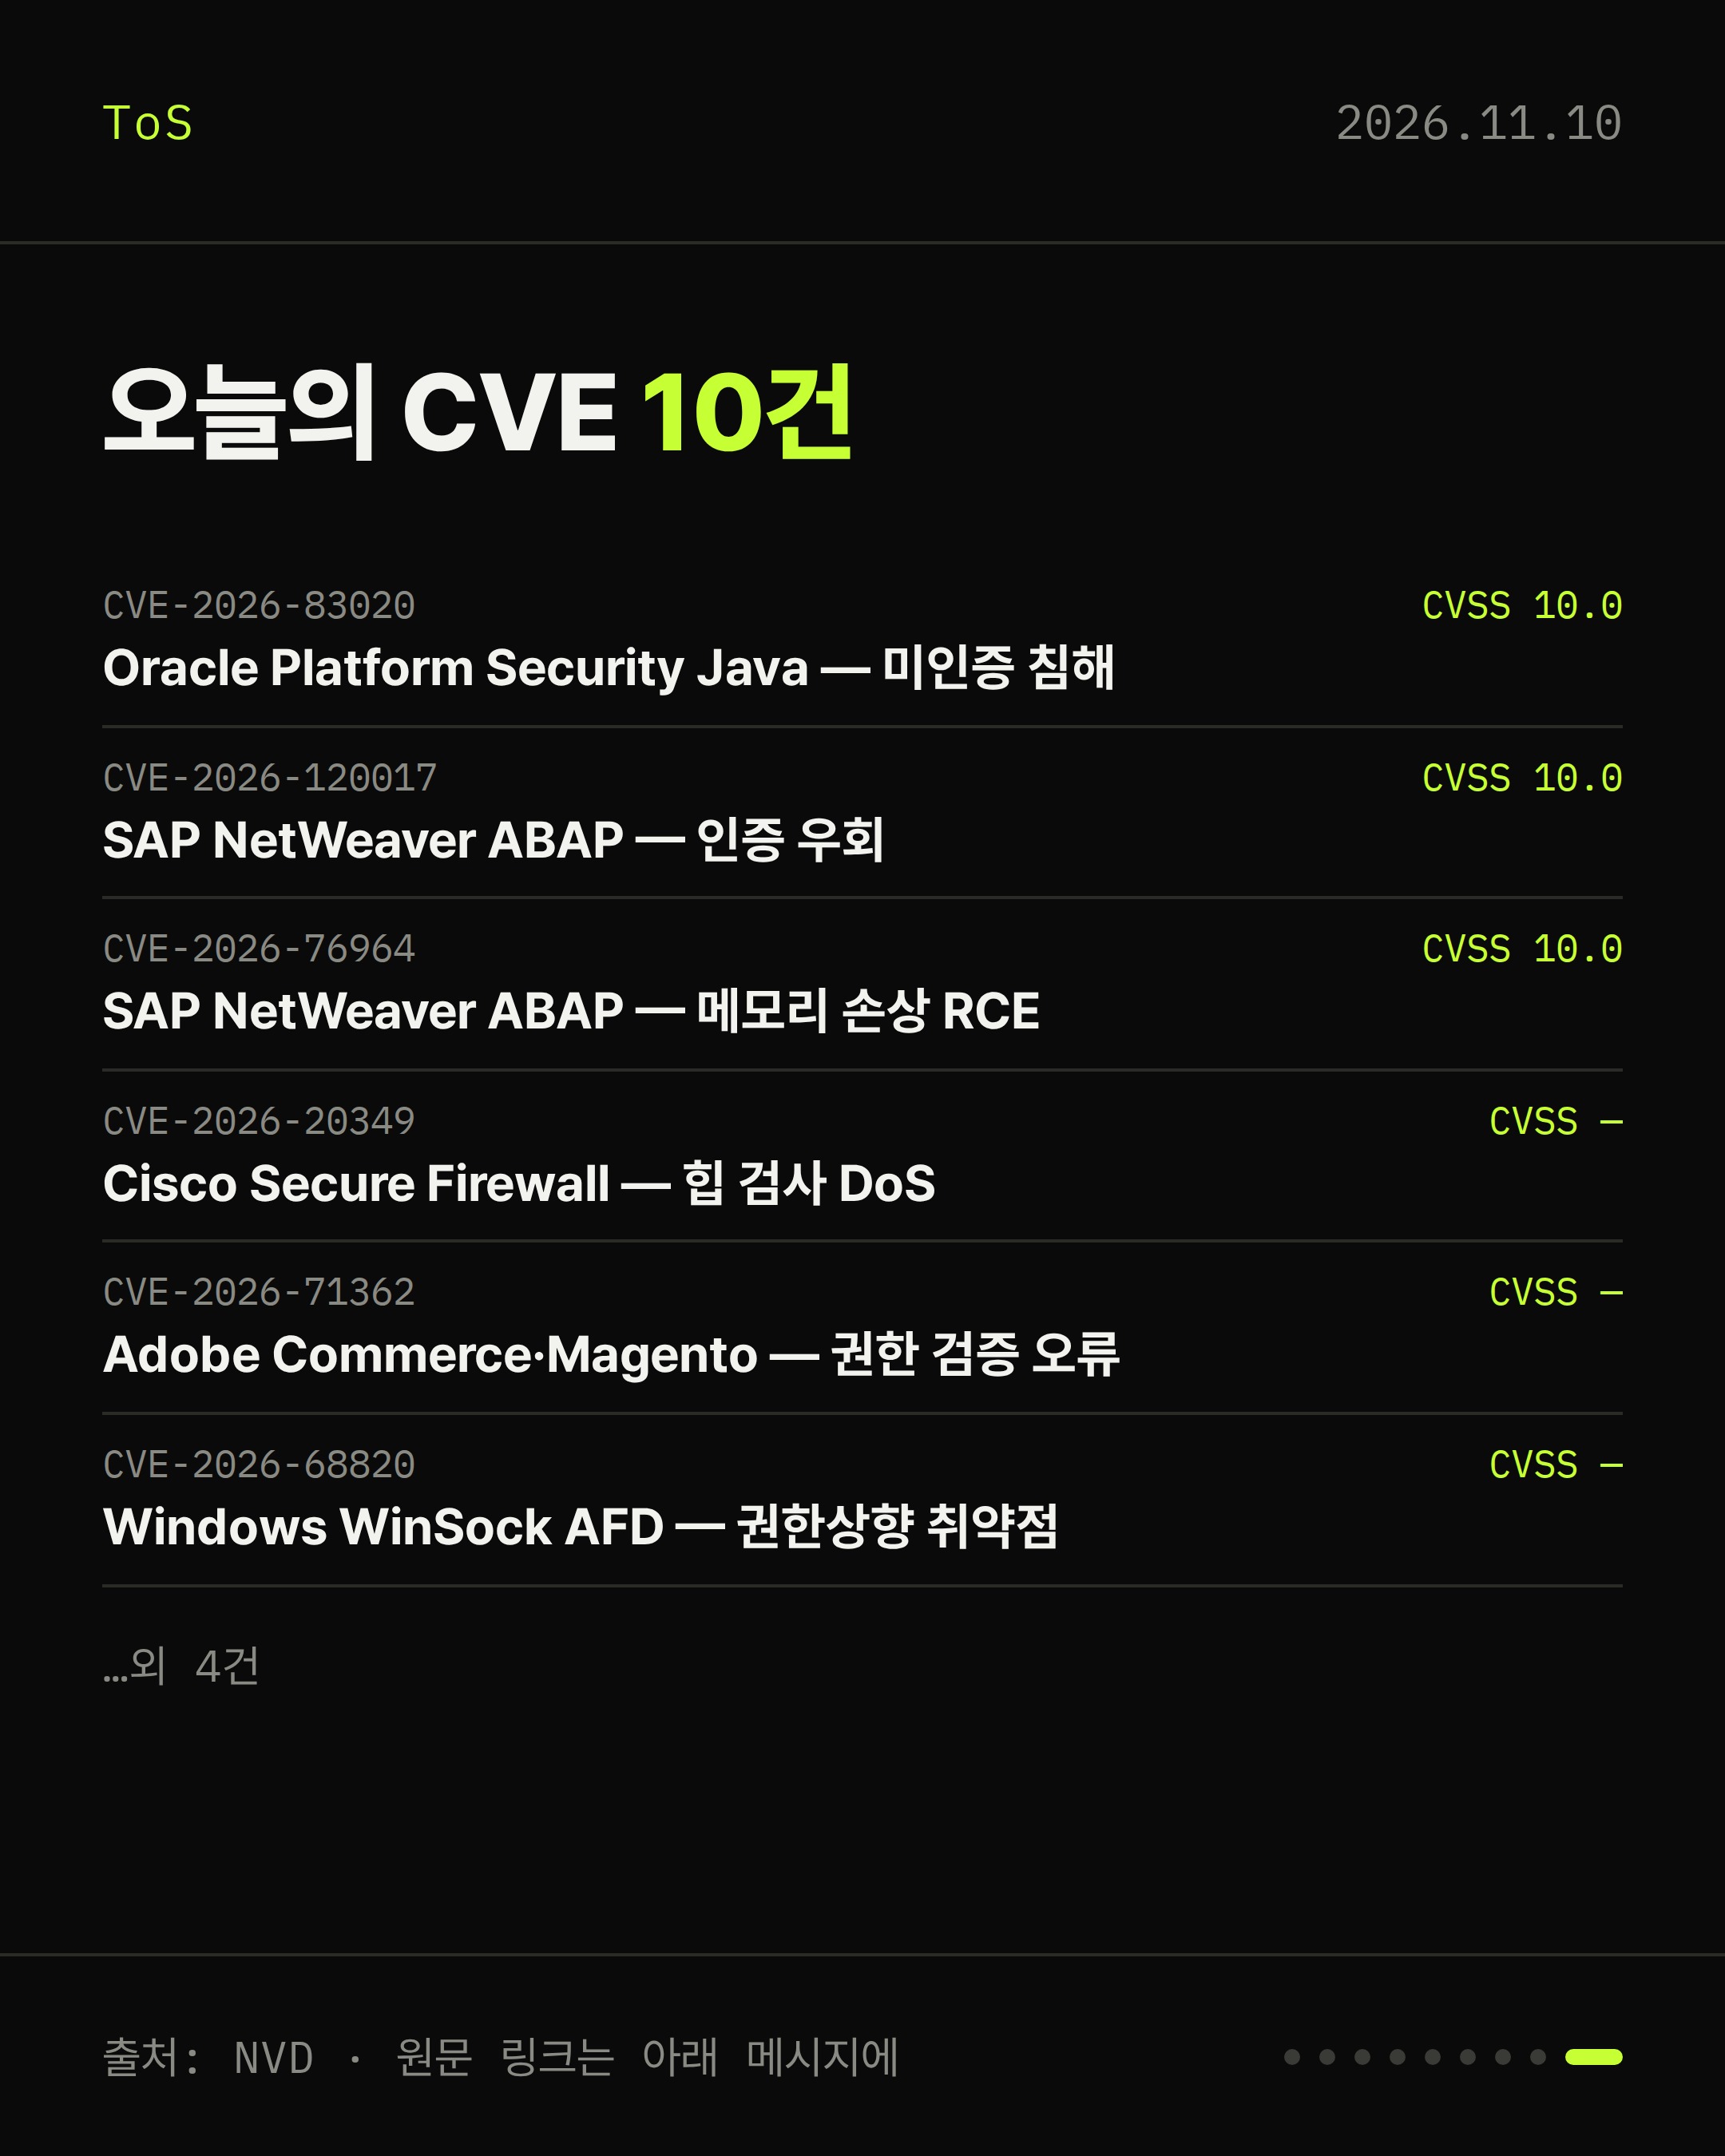 ToS
2026.11.10
오늘의 CVE 10건
CVE-2026-83020
CVSS 10.0
Oracle Platform Security Java — 미인증 침해
CVE-2026-120017
CVSS 10.0
SAP NetWeaver ABAP — 인증 우회
CVE-2026-76964
CVSS 10.0
SAP NetWeaver ABAP — 메모리 손상 RCE
CVE-2026-20349
CVSS —
Cisco Secure Firewall — 힙 검사 DoS
CVE-2026-71362
CVSS —
Adobe Commerce·Magento — 권한 검증 오류
CVE-2026-68820
CVSS —
Windows WinSock AFD — 권한상향 취약점
…외 4건
출처: NVD · 원문 링크는 아래 메시지에